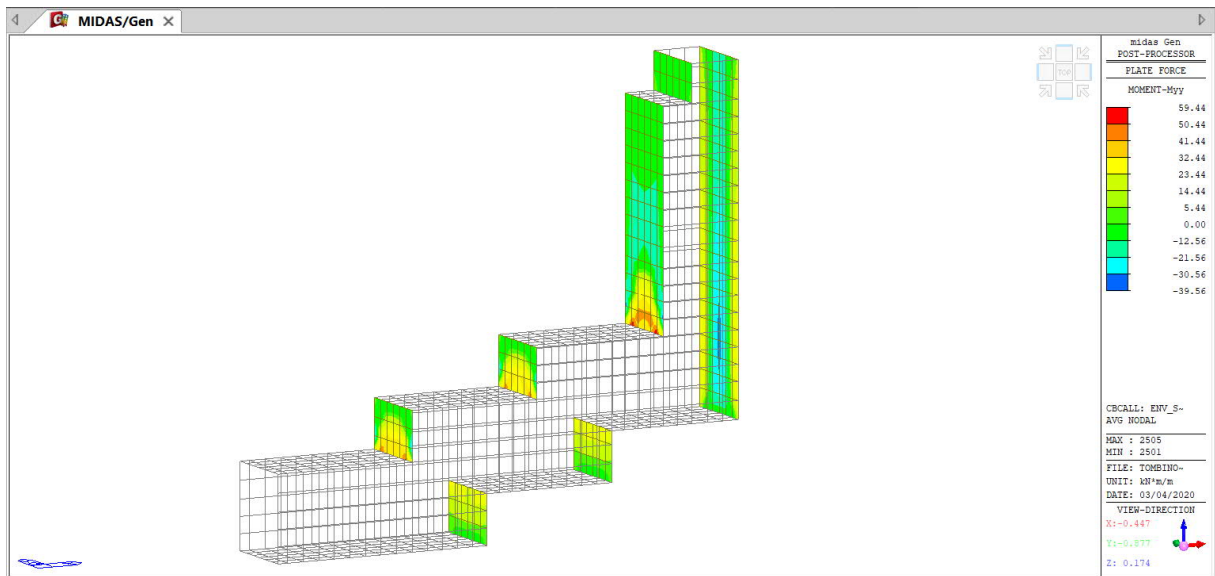 MIDAS/Gen
TOP
midas Gen
POST-PROCESSOR
PLATE FORCE
MOMENT-Myy
59.44
50.44
41.44
32.44
23.44
14.44
5.44
0.00
-12.56
-21.56
-30.56
-39.56
CBCALL: ENV_S~
AVG NODAL
MAX : 2505
MIN : 2501
FILE: TOMBINO~
UNIT: kN*m/m
DATE: 03/04/2020
VIEW-DIRECTION
X:-0.447
Y:-0.877
Z: 0.174